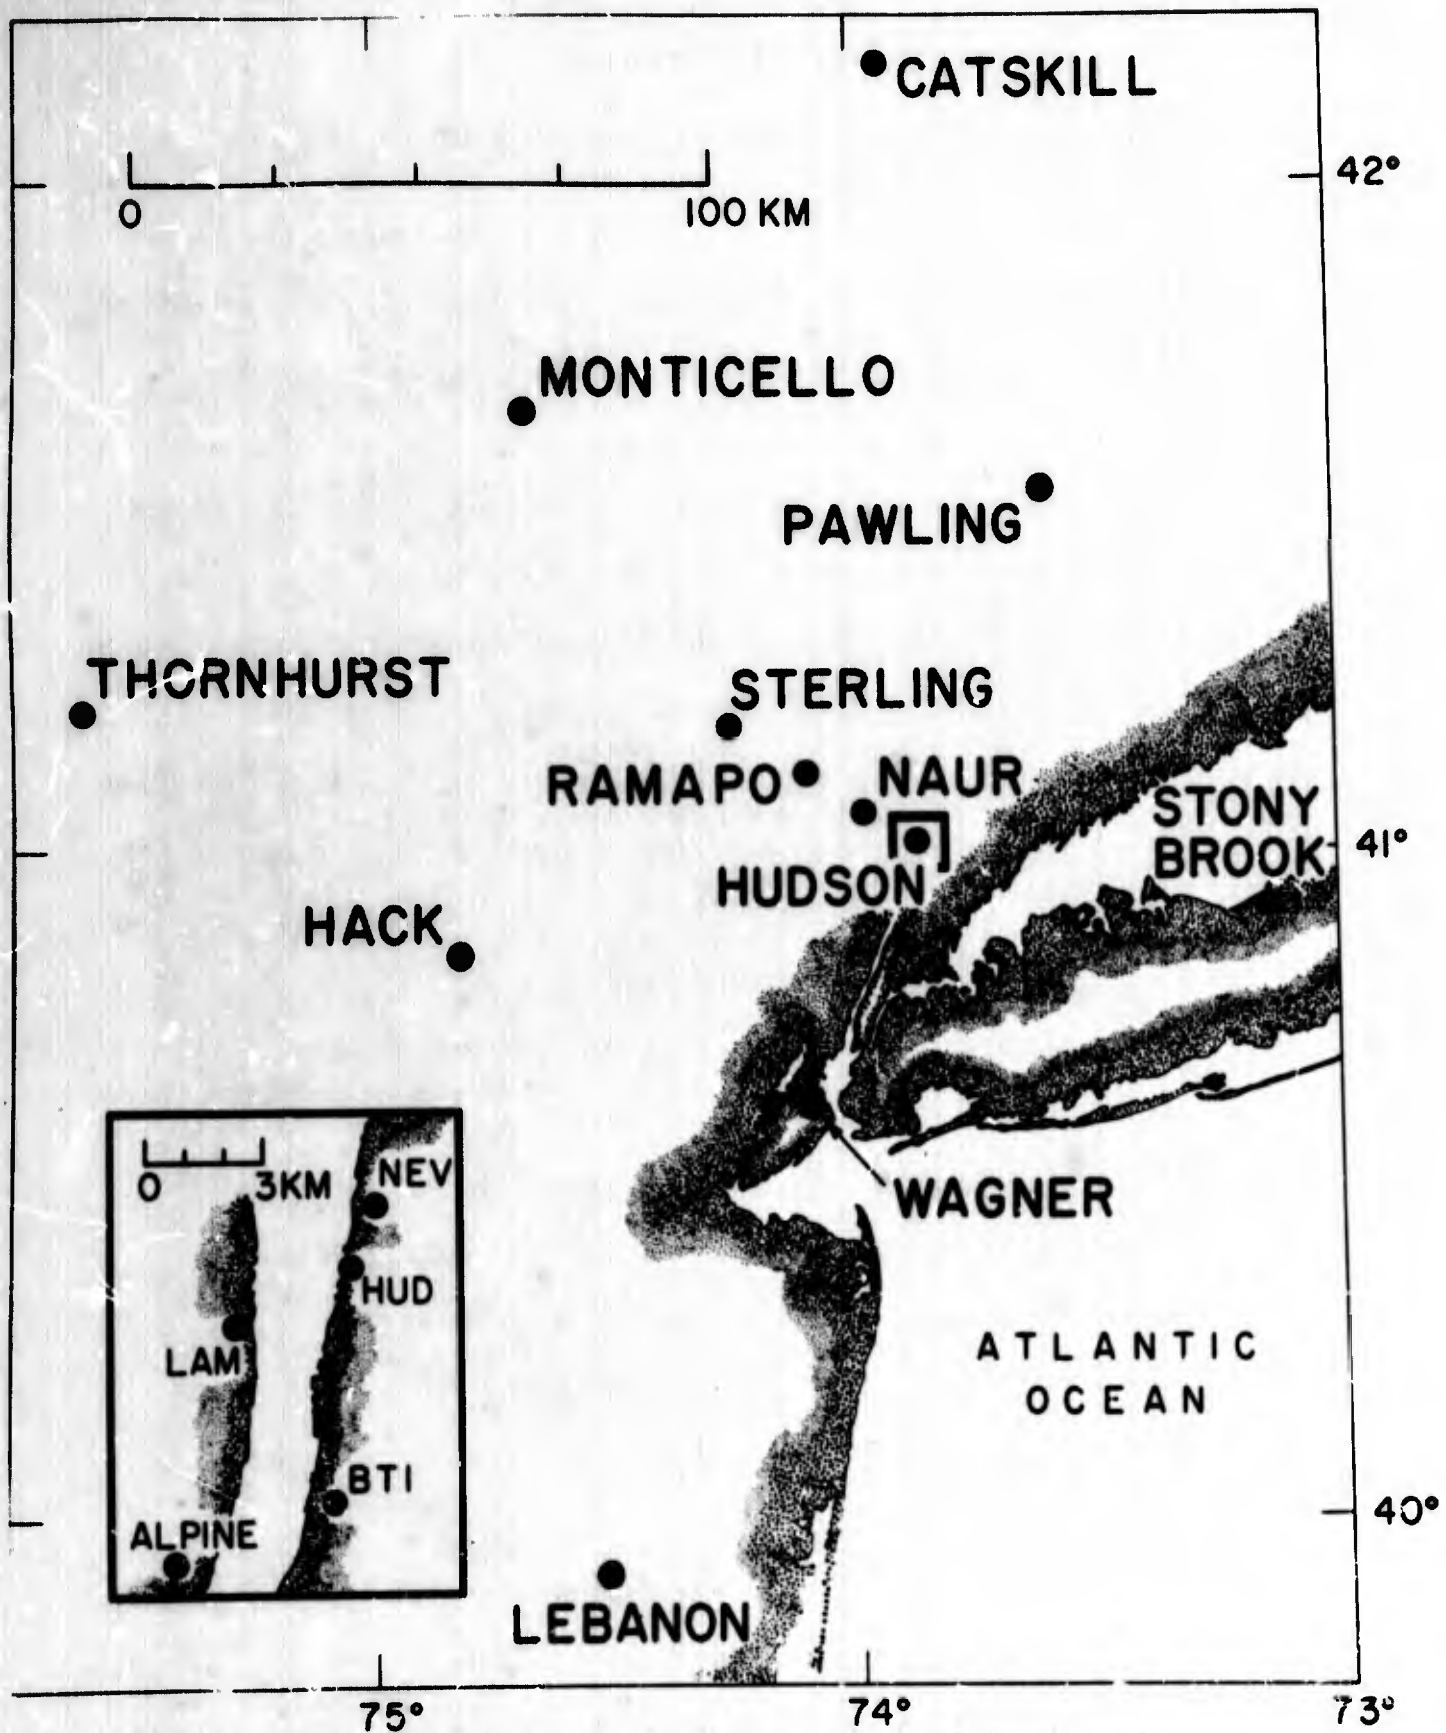 CATSKILL
42°
0 100 KM
MONTICELLO
PAWLING
THORNHURST
STERLING
RAMAPO
NAUR
STONY
BROOK
41°
HUDSON
HACK
0 3KM
NEV
HUD
LAM
BTI
ALPINE
WAGNER
ATLANTIC
OCEAN
40°
LEBANON
75° 74° 73°